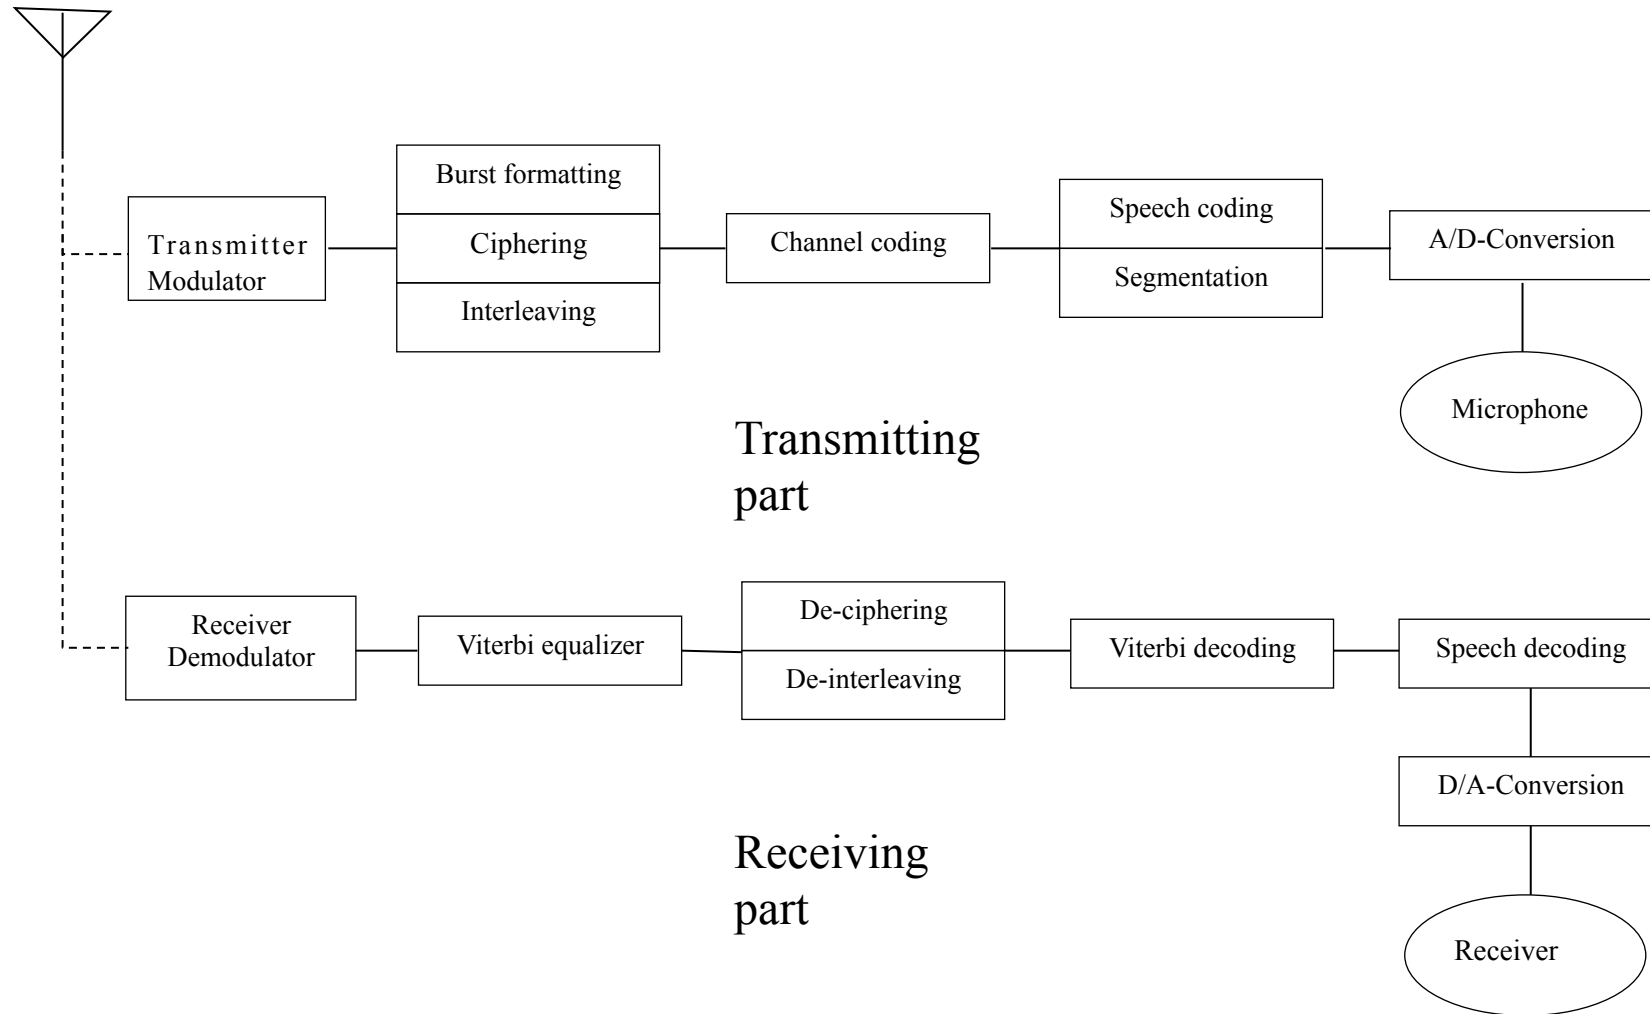 Burst formatting
Transmitter
Modulator
Ciphering
Interleaving
Channel coding
Speech coding
Segmentation
A/D-Conversion
Microphone
Transmitting
part
Receiver
Demodulator
Viterbi equalizer
De-ciphering
De-interleaving
Viterbi decoding
Speech decoding
D/A-Conversion
Receiving
part
Receiver